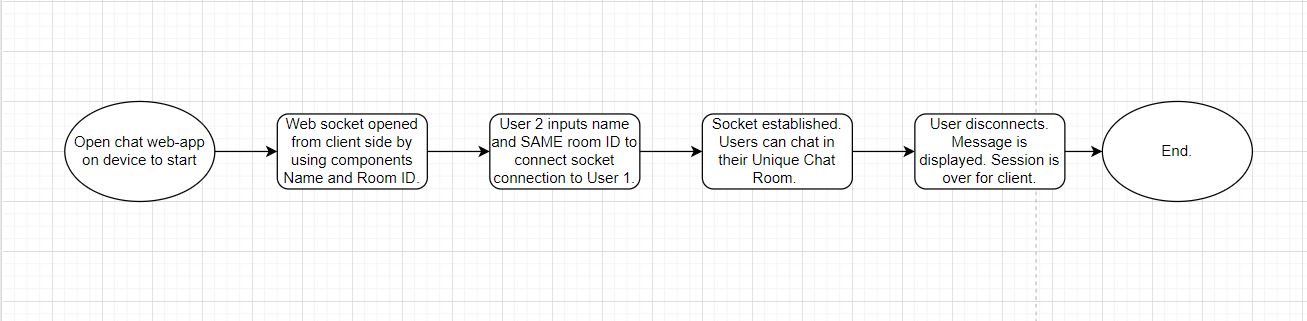 Open chat web-app
on device to start
Web socket opened
from client side by
using components
Name and Room ID.
User 2 inputs name
and SAME room ID to
connect socket
connection to User 1.
Socket established.
Users can chat in
their Unique Chat
Room.
User disconnects.
Message is
displayed. Session is
over for client.
End.